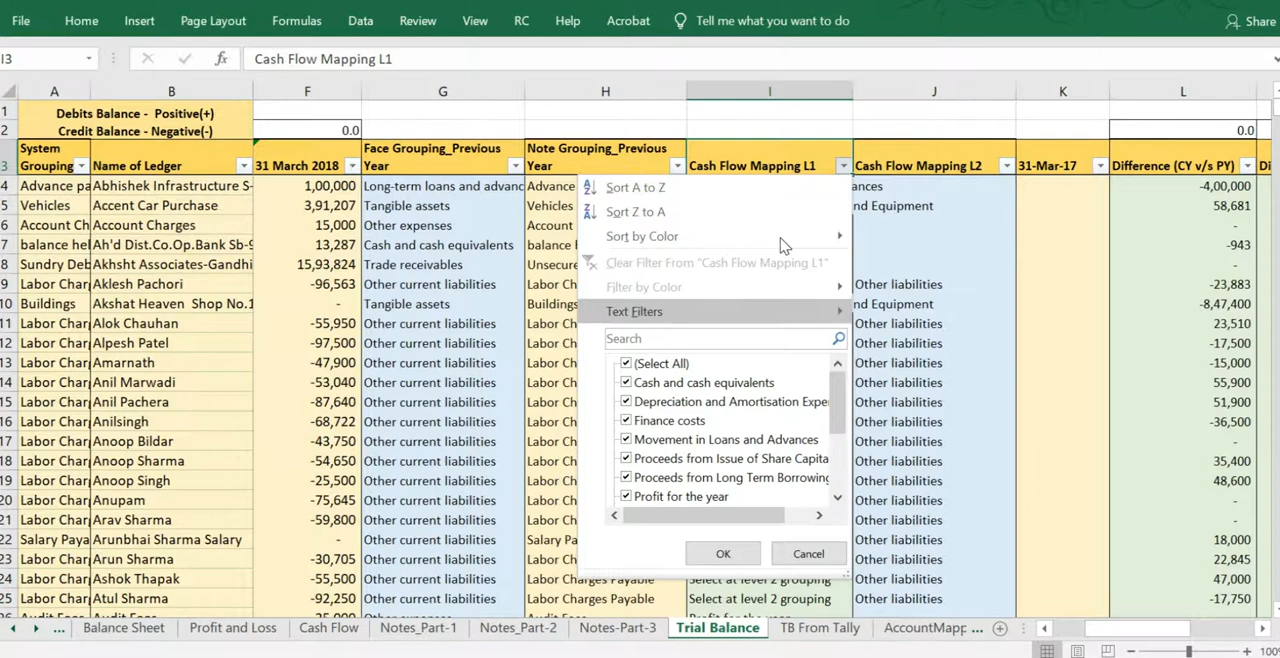 File Home Insert Page Layout Formulas Data Review View RC Help Acrobat Tell me what you want to do Share
I3 fx Cash Flow Mapping L1
A B F G H I J K L
1 Debits Balance - Positive(+)
2 Credit Balance - Negative(-) 0.0 0.0
System Face Grouping_Previous Note Grouping_Previous
3 Grouping Name of Ledger 31 March 2018 Year Year Cash Flow Mapping L1 Cash Flow Mapping L2 31-Mar-17 Difference (CY v/s PY)
4 Advance pa Abhishek Infrastructure S- 1,00,000 Long-term loans and advanc Advance ances -4,00,000
5 Vehicles Accent Car Purchase 3,91,207 Tangible assets Vehicles nd Equipment 58,681
6 Account Ch Account Charges 15,000 Other expenses Account -
7 balance hel Ah'd Dist.Co.Op.Bank Sb-9 13,287 Cash and cash equivalents balance h -943
8 Sundry Deb Akhsht Associates-Gandhi 15,93,824 Trade receivables Unsecure -
9 Labor Char Aklesh Pachori -96,563 Other current liabilities Labor Ch Other liabilities -23,883
10 Buildings Akshat Heaven Shop No.1 - Tangible assets Buildings nd Equipment -8,47,400
11 Labor Char Alok Chauhan -55,950 Other current liabilities Labor Ch Other liabilities 23,510
12 Labor Char Alpesh Patel -97,500 Other current liabilities Labor Ch Other liabilities -17,500
13 Labor Char Amarnath -47,900 Other current liabilities Labor Ch Other liabilities -15,000
14 Labor Char Anil Marwadi -53,040 Other current liabilities Labor Ch Other liabilities 55,900
15 Labor Char Anil Pachera -87,640 Other current liabilities Labor Ch Other liabilities 51,900
16 Labor Char Anilsingh -68,722 Other current liabilities Labor Ch Other liabilities -36,500
17 Labor Char Anoop Bildar -43,750 Other current liabilities Labor Ch Other liabilities -
18 Labor Char Anoop Sharma -54,650 Other current liabilities Labor Ch Other liabilities 35,400
19 Labor Char Anoop Singh -25,500 Other current liabilities Labor Ch Other liabilities 48,600
20 Labor Char Anupam -75,645 Other current liabilities Labor Ch Other liabilities -
21 Labor Char Arav Sharma -59,800 Other current liabilities Labor Ch Other liabilities -
22 Salary Paya Arunbhai Sharma Salary - Other current liabilities Salary Pa Other liabilities 18,000
23 Labor Char Arun Sharma -30,705 Other current liabilities Labor Ch Other liabilities 22,845
24 Labor Char Ashok Thapak -55,500 Other current liabilities Labor Charges Payable Select at level 2 grouping Other liabilities 47,000
25 Labor Char Atul Sharma -92,250 Other current liabilities Labor Charges Payable Select at level 2 grouping Other liabilities -17,750
Sort A to Z
Sort Z to A
Sort by Color
Clear Filter From "Cash Flow Mapping L1"
Filter by Color
Text Filters
Search
(Select All)
Cash and cash equivalents
Depreciation and Amortisation Expe
Finance costs
Movement in Loans and Advances
Proceeds from Issue of Share Capita
Proceeds from Long Term Borrowing
Profit for the year
OK Cancel
... Balance Sheet Profit and Loss Cash Flow Notes_Part-1 Notes_Part-2 Notes-Part-3 Trial Balance TB From Tally AccountMapp ...
100%